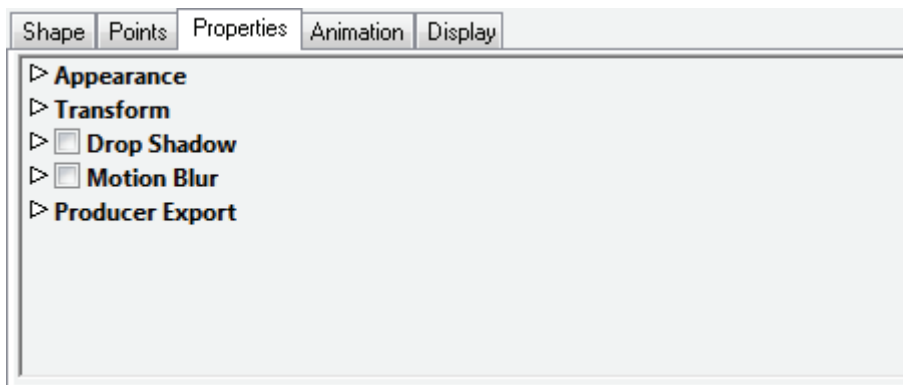 Shape Points Properties Animation Display
Appearance
Transform
Drop Shadow
Motion Blur
Producer Export